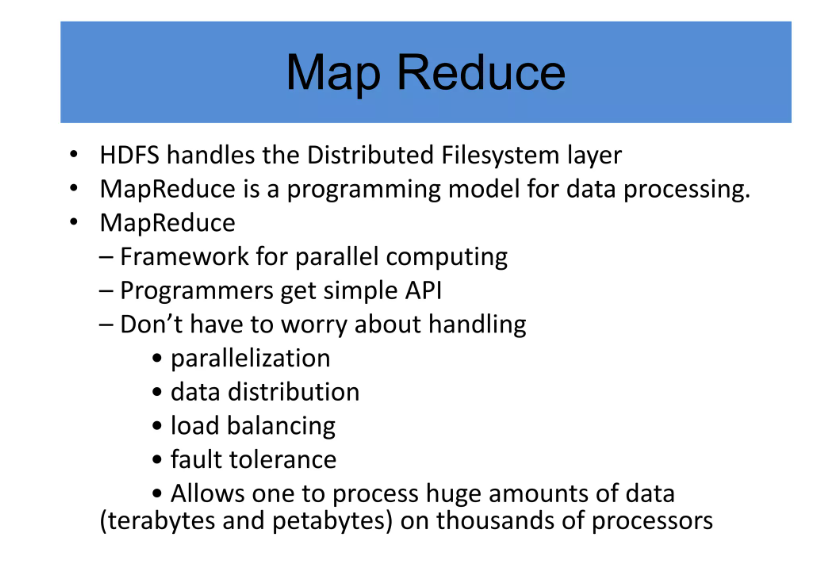 Map Reduce
• HDFS handles the Distributed Filesystem layer
• MapReduce is a programming model for data processing.
• MapReduce
– Framework for parallel computing
– Programmers get simple API
– Don’t have to worry about handling
• parallelization
• data distribution
• load balancing
• fault tolerance
• Allows one to process huge amounts of data
(terabytes and petabytes) on thousands of processors